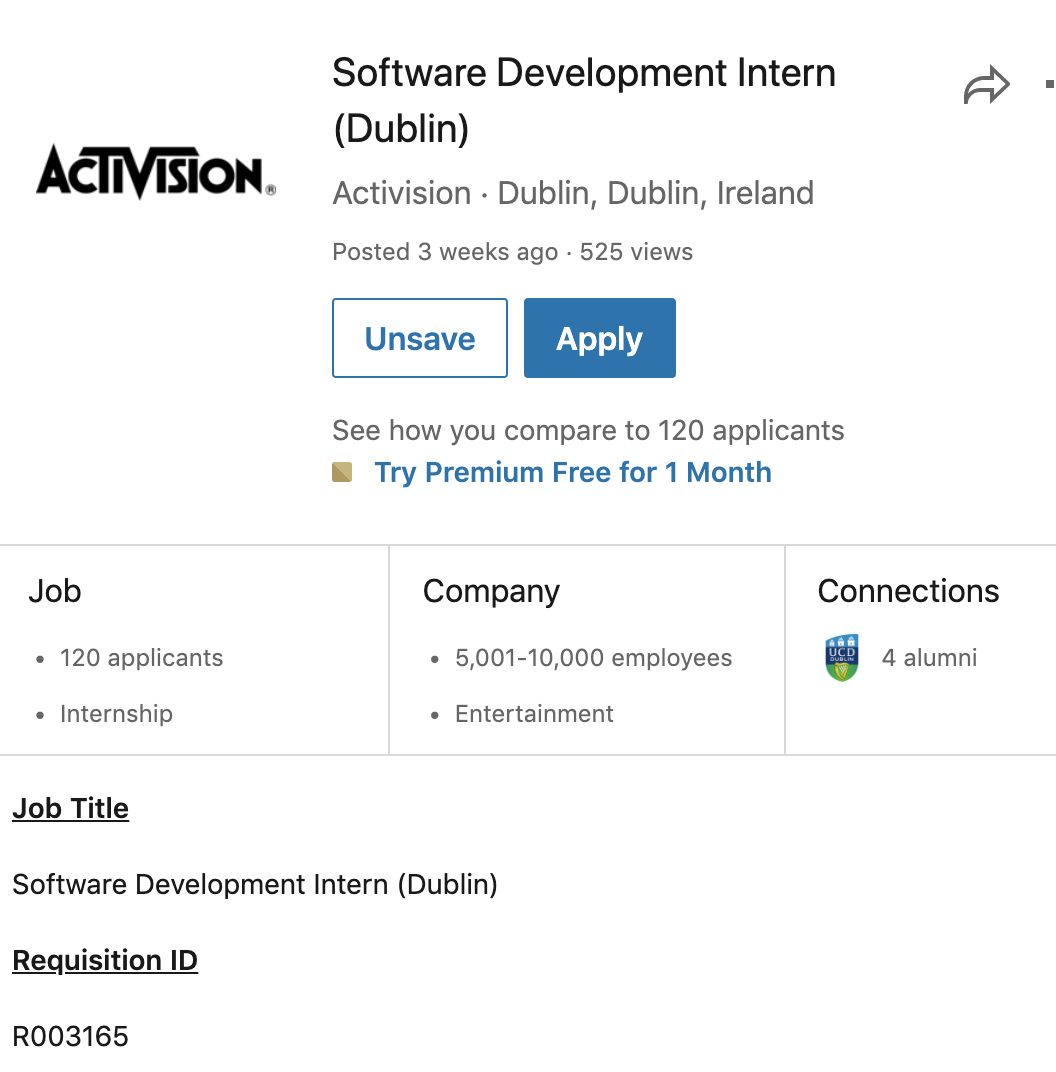 Software Development Intern
(Dublin)
ACTIVISION®
Activision · Dublin, Dublin, Ireland
Posted 3 weeks ago · 525 views
Unsave
Apply
See how you compare to 120 applicants
Try Premium Free for 1 Month
Job
• 120 applicants
• Internship
Company
• 5,001-10,000 employees
• Entertainment
Connections
UCD
DUBLIN
4 alumni
Job Title
Software Development Intern (Dublin)
Requisition ID
R003165